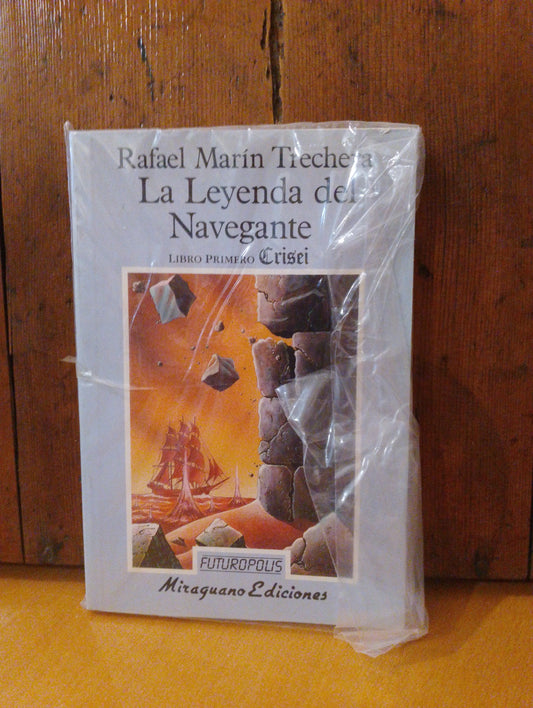 Rafael Marín Trechera
La Leyenda del
Navegante
LIBRO PRIMERO Crisei
FUTUROPOLIS
Miraguano Ediciones